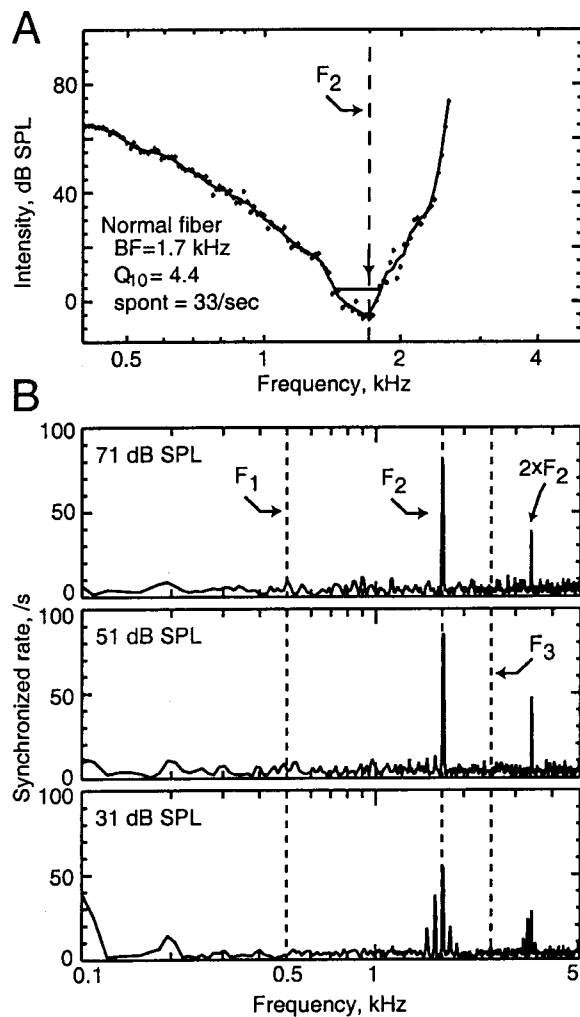 A
80
40
0
Intensity, dB SPL
F2
Normal fiber
BF=1.7 kHz
Q10 = 4.4
spont = 33/sec
0.5
1
2
4
Frequency, kHz
B
100
50
0
71 dB SPL
F1
F2
2xF2
Synchronized rate, /s
100
50
0
51 dB SPL
F3
100
50
0
31 dB SPL
0.1
0.5
1
5
Frequency, kHz